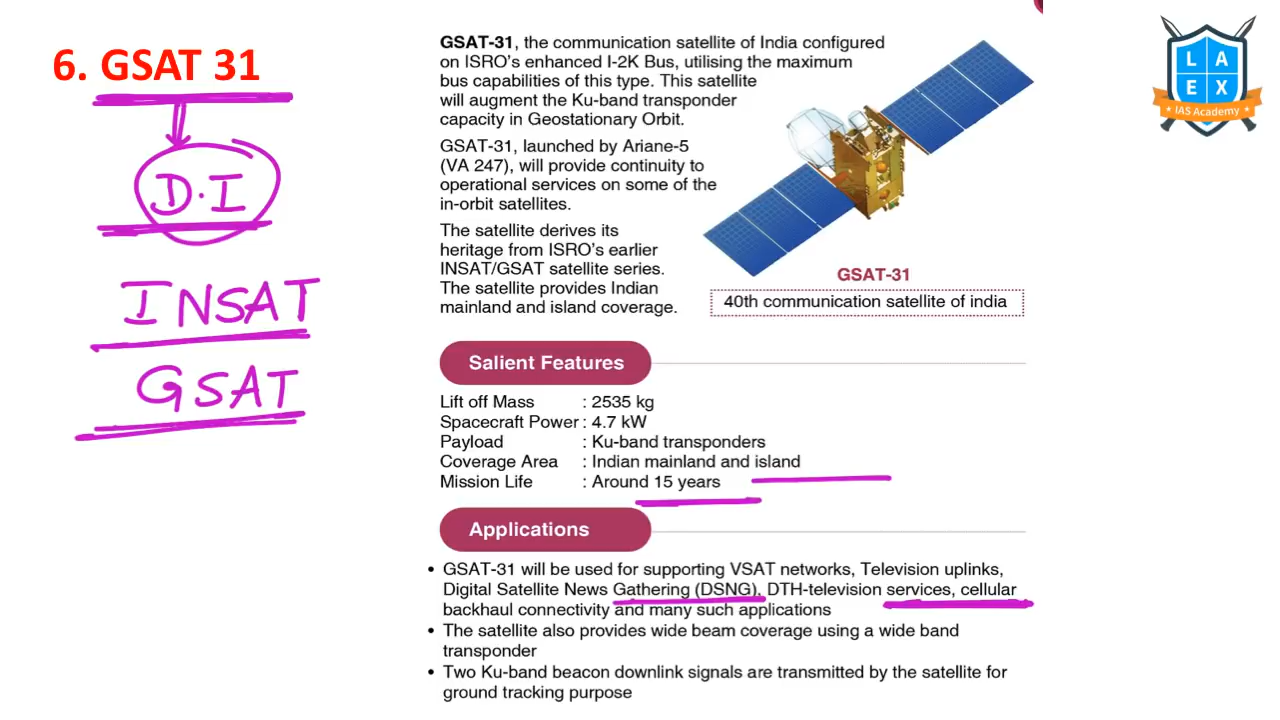 6. GSAT 31
D.I
INSAT
GSAT
GSAT-31, the communication satellite of India configured
on ISRO's enhanced I-2K Bus, utilising the maximum
bus capabilities of this type. This satellite
will augment the Ku-band transponder
capacity in Geostationary Orbit.
GSAT-31, launched by Ariane-5
(VA 247), will provide continuity to
operational services on some of the
in-orbit satellites.
The satellite derives its
heritage from ISRO's earlier
INSAT/GSAT satellite series.
The satellite provides Indian
mainland and island coverage.
GSAT-31
40th communication satellite of india
Salient Features
Lift off Mass : 2535 kg
Spacecraft Power : 4.7 kW
Payload : Ku-band transponders
Coverage Area : Indian mainland and island
Mission Life : Around 15 years
Applications
• GSAT-31 will be used for supporting VSAT networks, Television uplinks,
Digital Satellite News Gathering (DSNG), DTH-television services, cellular
backhaul connectivity and many such applications
• The satellite also provides wide beam coverage using a wide band
transponder
• Two Ku-band beacon downlink signals are transmitted by the satellite for
ground tracking purpose
L A
E X
IAS Academy